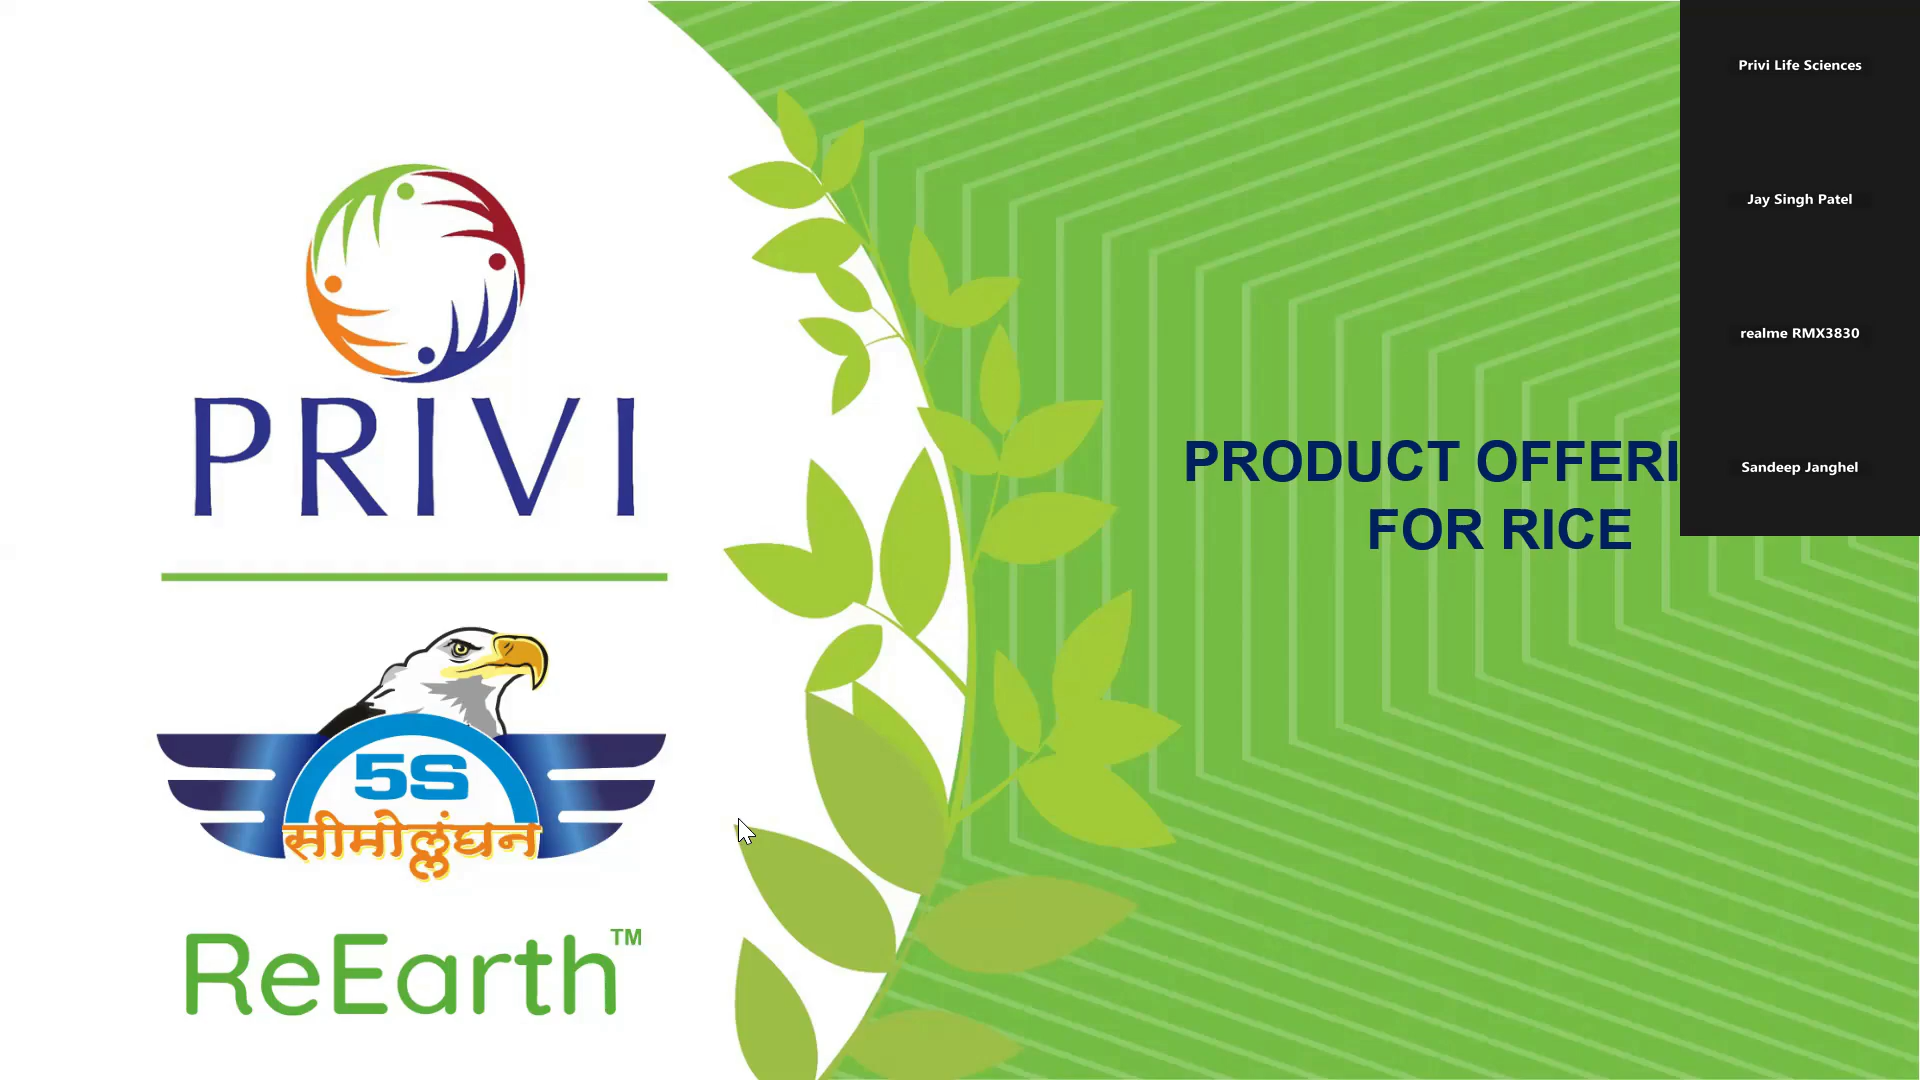 PRIVI
5S
सीमोल्लंघन
ReEarth™
PRODUCT OFFERI
FOR RICE
Privi Life Sciences
Jay Singh Patel
realme RMX3830
Sandeep Janghel